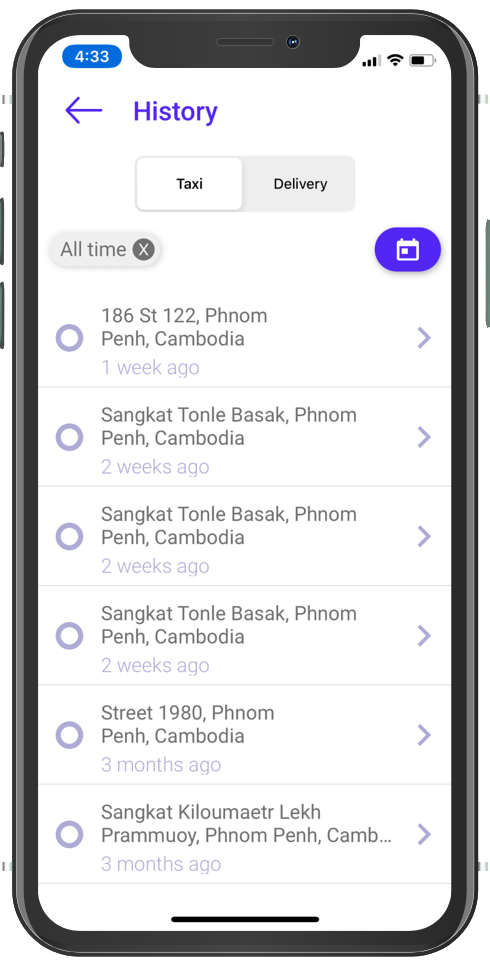 4:33
History
Taxi
Delivery
All time X
186 St 122, Phnom
Penh, Cambodia
1 week ago
Sangkat Tonle Basak, Phnom
Penh, Cambodia
2 weeks ago
Sangkat Tonle Basak, Phnom
Penh, Cambodia
2 weeks ago
Sangkat Tonle Basak, Phnom
Penh, Cambodia
2 weeks ago
Street 1980, Phnom
Penh, Cambodia
3 months ago
Sangkat Kiloumaetr Lekh
Prammuoy, Phnom Penh, Camb...
3 months ago